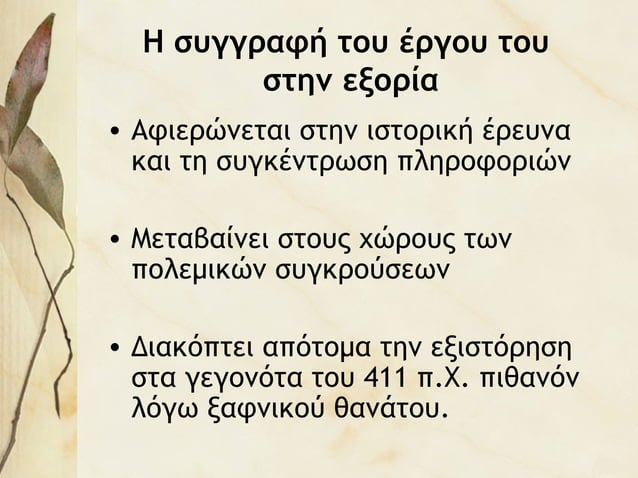 Η συγγραφή του έργου του
στην εξορία
• Αφιερώνεται στην ιστορική έρευνα
και τη συγκέντρωση πληροφοριών
• Μεταβαίνει στους χώρους των
πολεμικών συγκρούσεων
• Διακόπτει απότομα την εξιστόρηση
στα γεγονότα του 411 π.Χ. πιθανόν
λόγω ξαφνικού θανάτου.